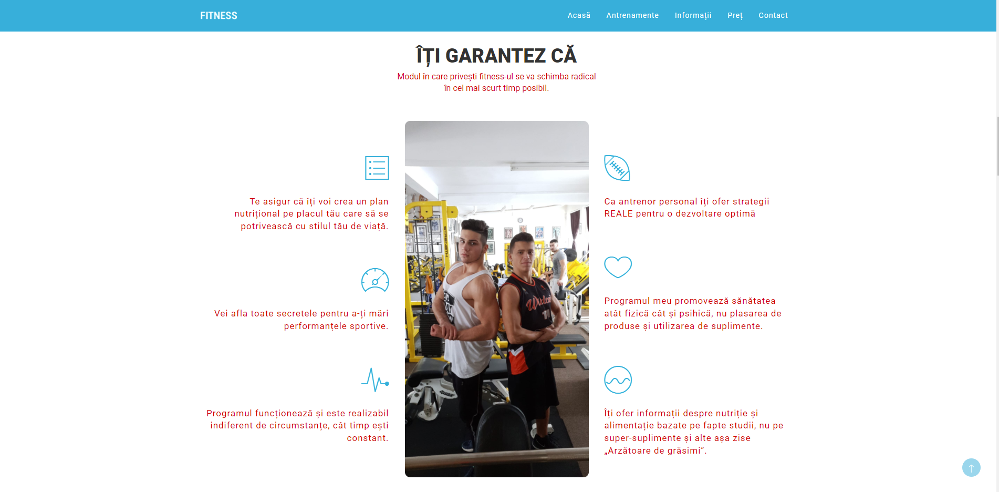 FITNESS
Acasă Antrenamente Informații Preț Contact
ÎȚI GARANTEZ CĂ
Modul în care privești fitness-ul se va schimba radical
în cel mai scurt timp posibil.
Te asigur că îți voi crea un plan
nutrițional pe placul tău care să se
potrivească cu stilul tău de viață.
Vei afla toate secretele pentru a-ți mări
performanțele sportive.
Programul funcționează și este realizabil
indiferent de circumstanțe, cât timp ești
constant.
Ca antrenor personal îți ofer strategii
REALE pentru o dezvoltare optimă
Programul meu promovează sănătatea
atât fizică cât și psihică, nu plasarea de
produse și utilizarea de suplimente.
Îți ofer informații despre nutriție și
alimentație bazate pe fapte studii, nu pe
super-suplimente și alte așa zise
„Arzătoare de grăsimi”.